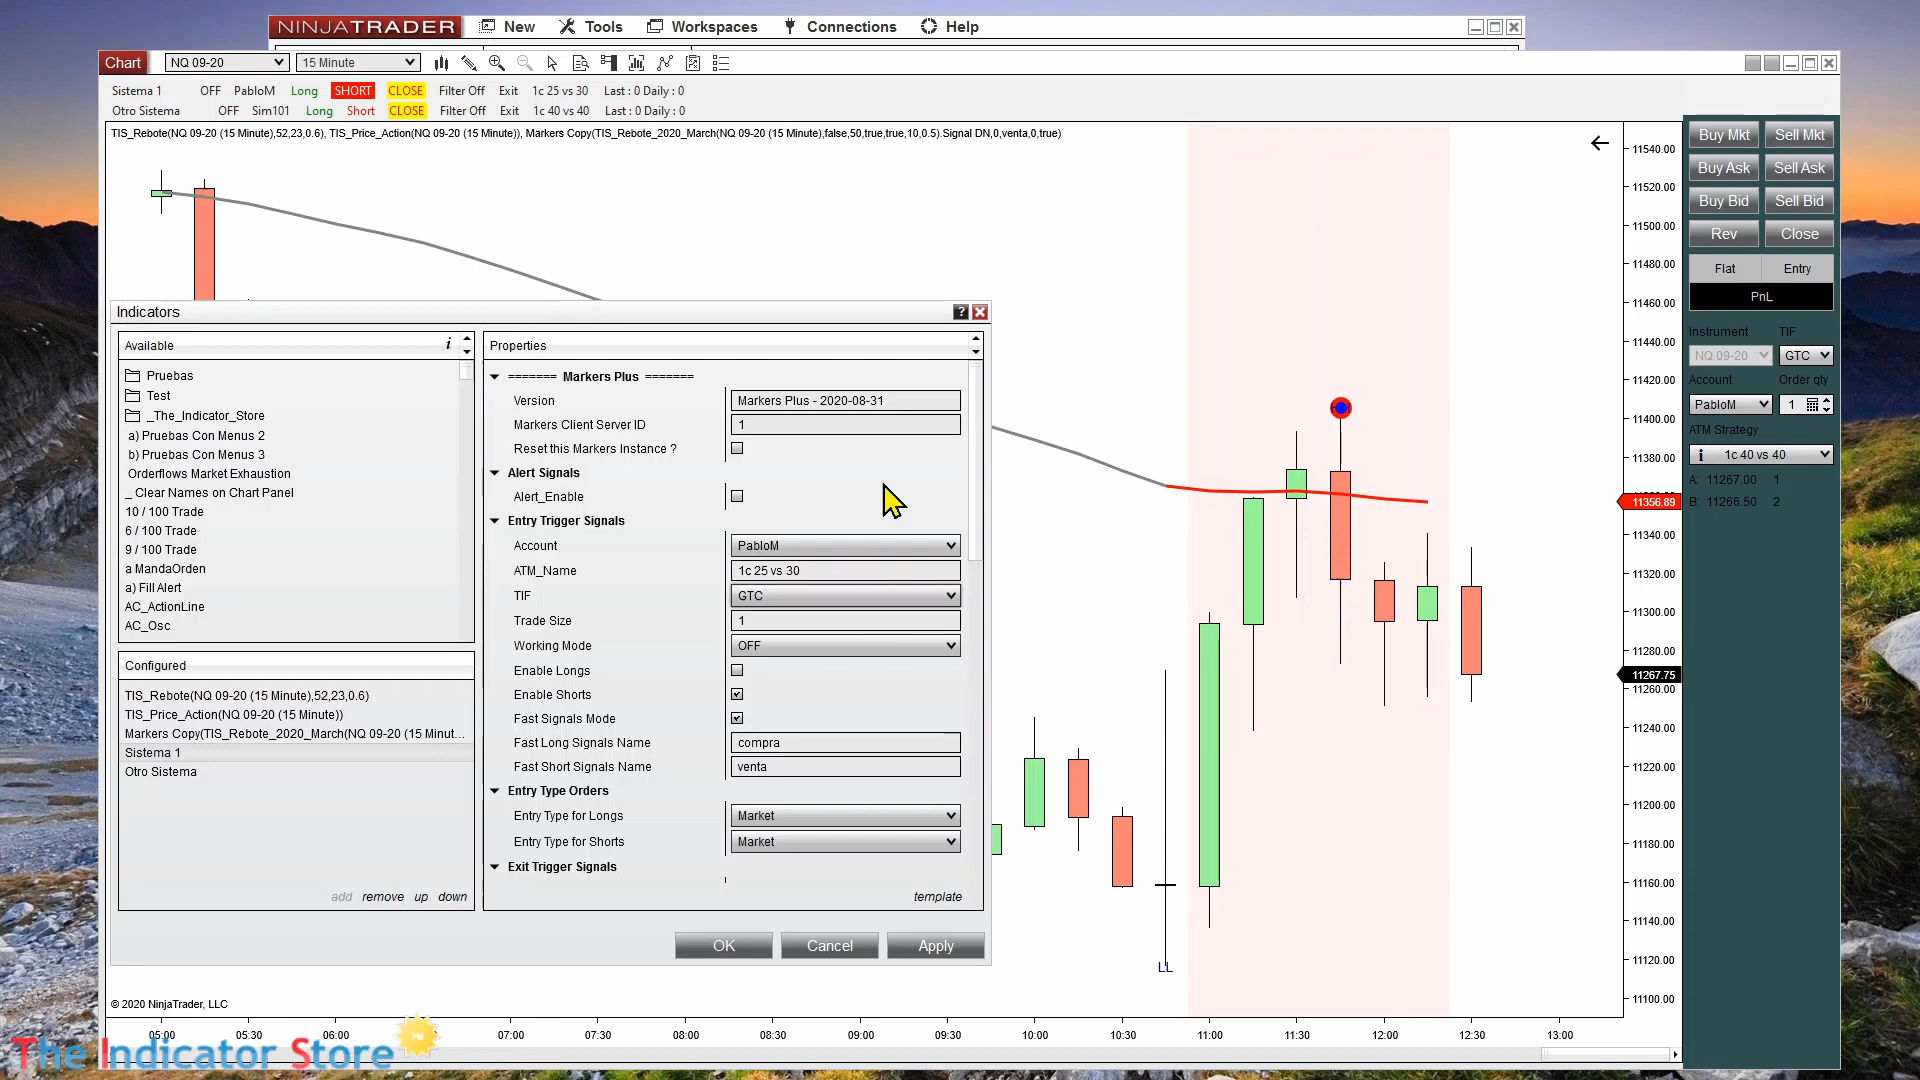 NINJATRADER New Tools Workspaces Connections Help
Chart NQ 09-20 15 Minute
Sistema 1 OFF PabloM Long SHORT CLOSE Filter Off Exit 1c 25 vs 30 Last : 0 Daily : 0
Otro Sistema OFF Sim101 Long Short CLOSE Filter Off Exit 1c 40 vs 40 Last : 0 Daily : 0
TIS_Rebote(NQ 09-20 (15 Minute),52,23,0.6), TIS_Price_Action(NQ 09-20 (15 Minute)), Markers Copy(TIS_Rebote_2020_March(NQ 09-20 (15 Minute),false,50,true,true,10,0.5).Signal DN,0,venta,0,true)
Indicators
?
Available
i
Pruebas
Test
_The_Indicator_Store
a) Pruebas Con Menus 2
b) Pruebas Con Menus 3
Orderflows Market Exhaustion
_ Clear Names on Chart Panel
10 / 100 Trade
6 / 100 Trade
9 / 100 Trade
a MandaOrden
a) Fill Alert
AC_ActionLine
AC_Osc
Configured
TIS_Rebote(NQ 09-20 (15 Minute),52,23,0.6)
TIS_Price_Action(NQ 09-20 (15 Minute))
Markers Copy(TIS_Rebote_2020_March(NQ 09-20 (15 Minut...
Sistema 1
Otro Sistema
add remove up down
Properties
======= Markers Plus =======
Version Markers Plus - 2020-08-31
Markers Client Server ID 1
Reset this Markers Instance ?
Alert Signals
Alert_Enable
Entry Trigger Signals
Account PabloM
ATM_Name 1c 25 vs 30
TIF GTC
Trade Size 1
Working Mode OFF
Enable Longs
Enable Shorts
Fast Signals Mode
Fast Long Signals Name compra
Fast Short Signals Name venta
Entry Type Orders
Entry Type for Longs Market
Entry Type for Shorts Market
Exit Trigger Signals
template
OK Cancel Apply
LL
11540.00
11520.00
11500.00
11480.00
11460.00
11440.00
11420.00
11400.00
11380.00
11356.89
11340.00
11320.00
11300.00
11280.00
11267.75
11260.00
11240.00
11220.00
11200.00
11180.00
11160.00
11140.00
11120.00
11100.00
Buy Mkt Sell Mkt
Buy Ask Sell Ask
Buy Bid Sell Bid
Rev Close
Flat Entry
PnL
Instrument TIF
NQ 09-20 GTC
Account Order qty
PabloM 1
ATM Strategy
i 1c 40 vs 40
A: 11267.00 1
B: 11266.50 2
© 2020 NinjaTrader, LLC
05:00 05:30 06:00 07:00 07:30 08:00 08:30 09:00 09:30 10:00 10:30 11:00 11:30 12:00 12:30 13:00
The Indicator Store